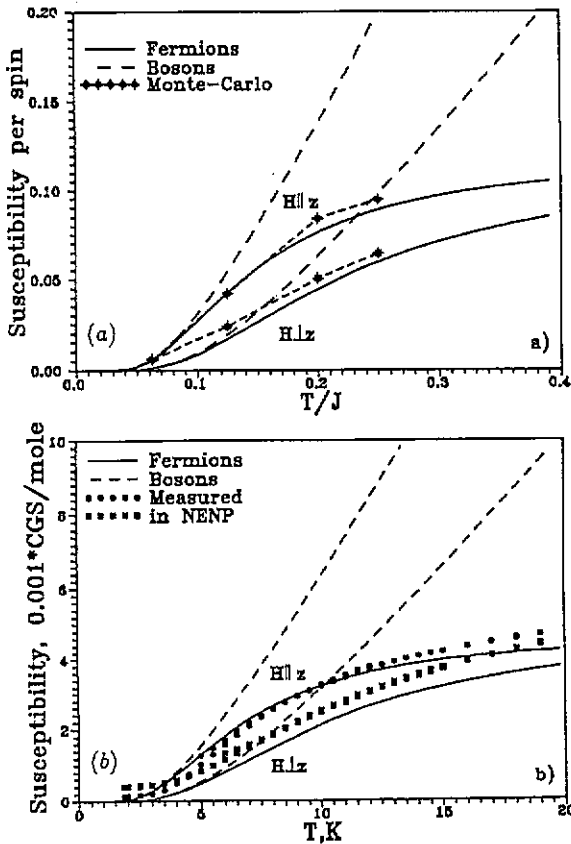 0.20
Fermions
Bosons
Monte-Carlo
0.15
Susceptibility per spin
0.10
H∥z
0.05
(a)
H⊥z
a)
0.00
0.0
0.1
0.2
0.3
0.4
T/J
10
Fermions
Bosons
Measured
in NENP
8
6
Susceptibility, 0.001*CGS/mole
4
H∥z
2
(b)
H⊥z
b)
0
0
5
10
15
20
T,K